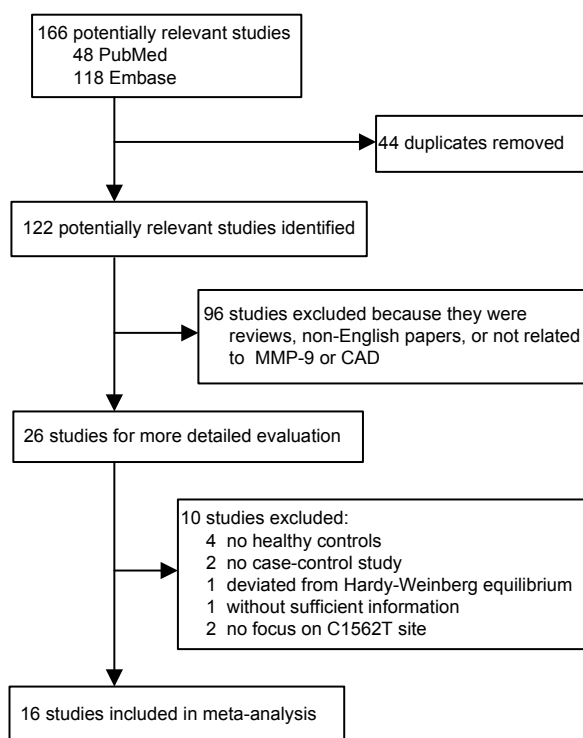 166 potentially relevant studies
48 PubMed
118 Embase
44 duplicates removed
122 potentially relevant studies identified
96 studies excluded because they were
reviews, non-English papers, or not related
to MMP-9 or CAD
26 studies for more detailed evaluation
10 studies excluded:
4 no healthy controls
2 no case-control study
1 deviated from Hardy-Weinberg equilibrium
1 without sufficient information
2 no focus on C1562T site
16 studies included in meta-analysis